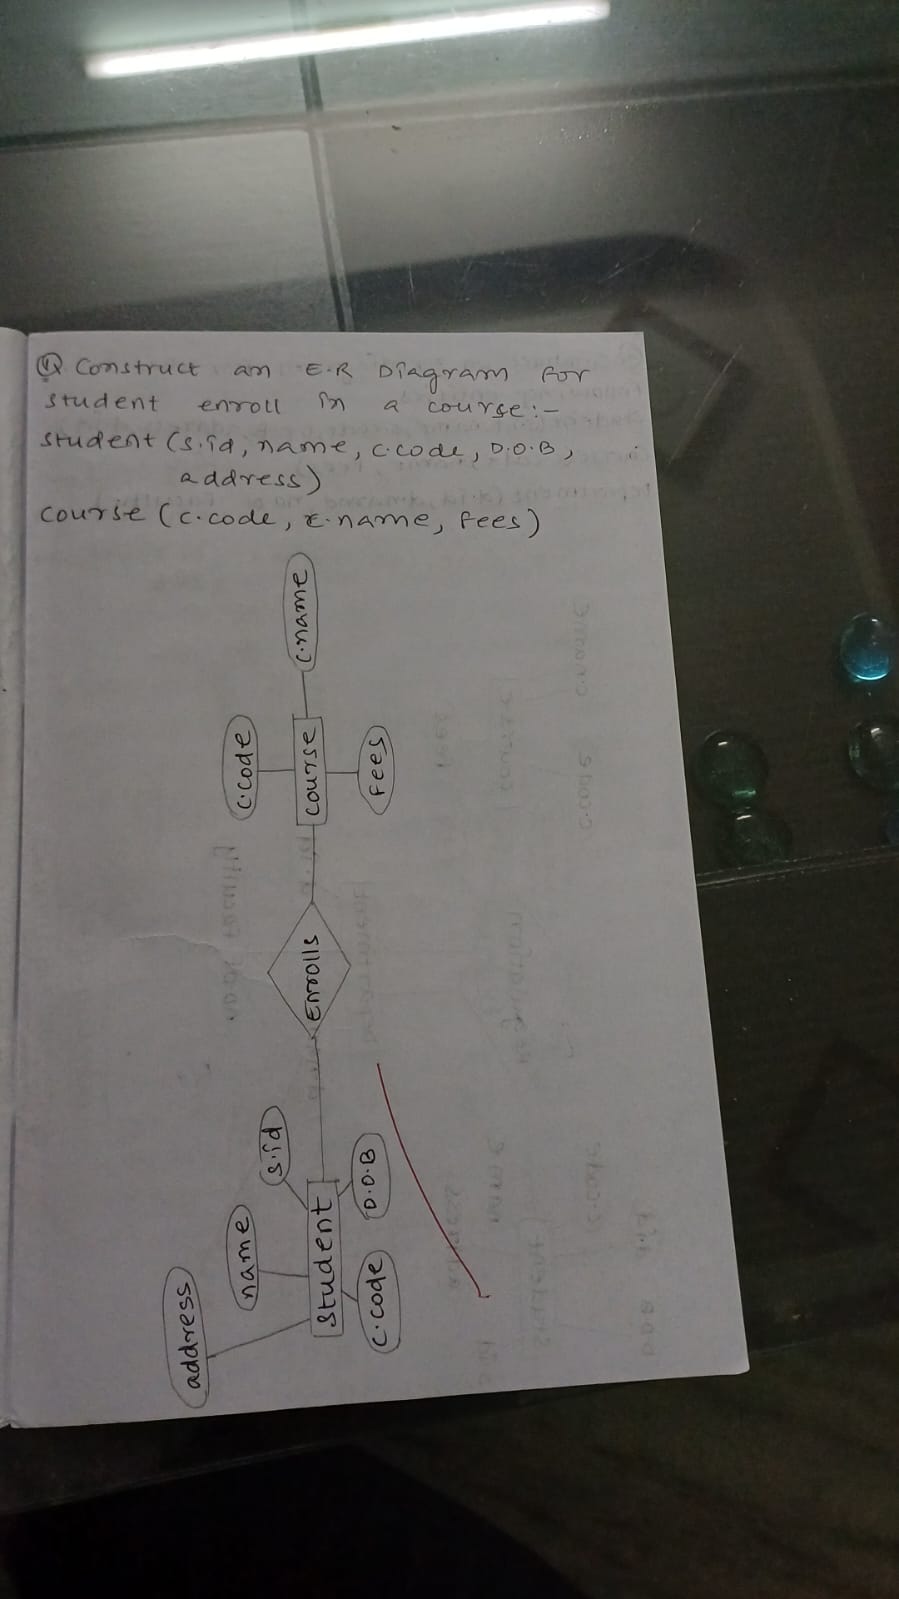 Q1 Construct an E-R Diagram for
student enroll in a course:-
student (s.id, name, c.code, D.O.B,
address)
course (c.code, c.name, fees)
address
name
s.id
student
c.code
D.O.B
Enrolls
c.code
course
c.name
Fees